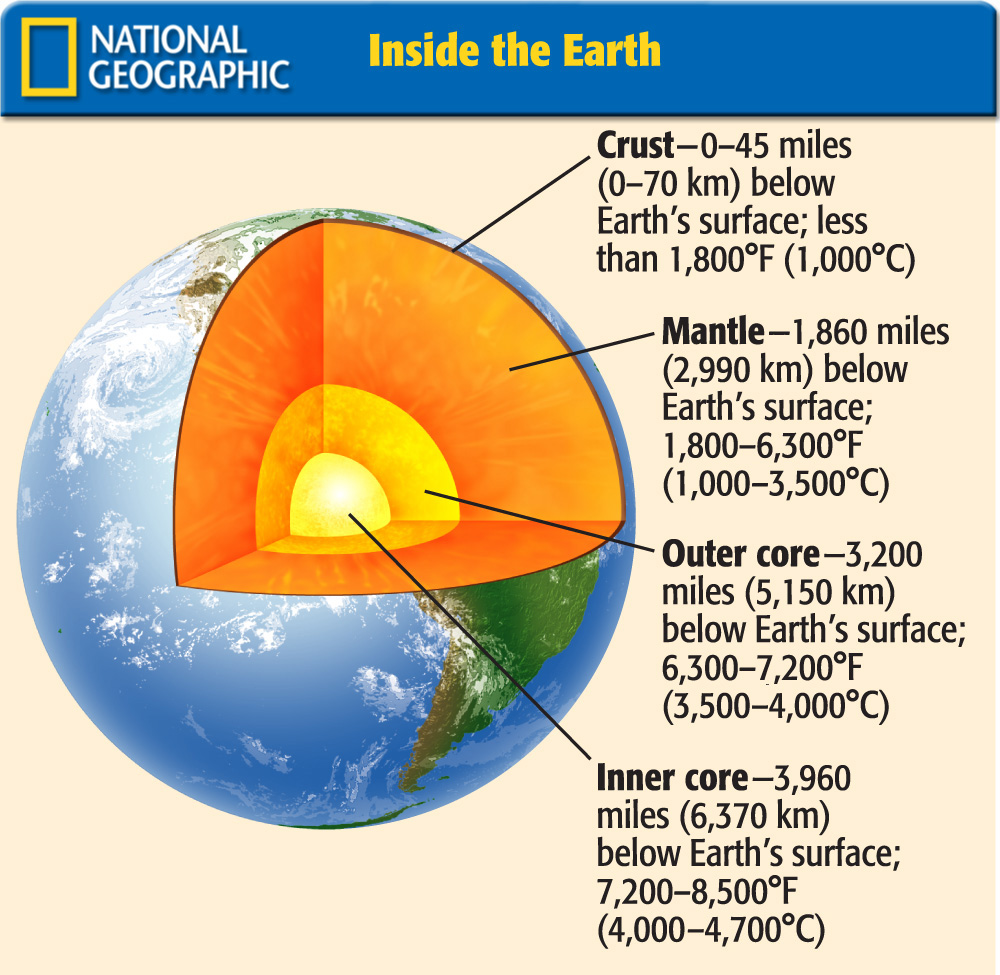 NATIONAL
GEOGRAPHIC
Inside the Earth
Crust–0–45 miles
(0–70 km) below
Earth's surface; less
than 1,800°F (1,000°C)
Mantle–1,860 miles
(2,990 km) below
Earth's surface;
1,800–6,300°F
(1,000–3,500°C)
Outer core–3,200
miles (5,150 km)
below Earth's surface;
6,300–7,200°F
(3,500–4,000°C)
Inner core–3,960
miles (6,370 km)
below Earth's surface;
7,200–8,500°F
(4,000–4,700°C)